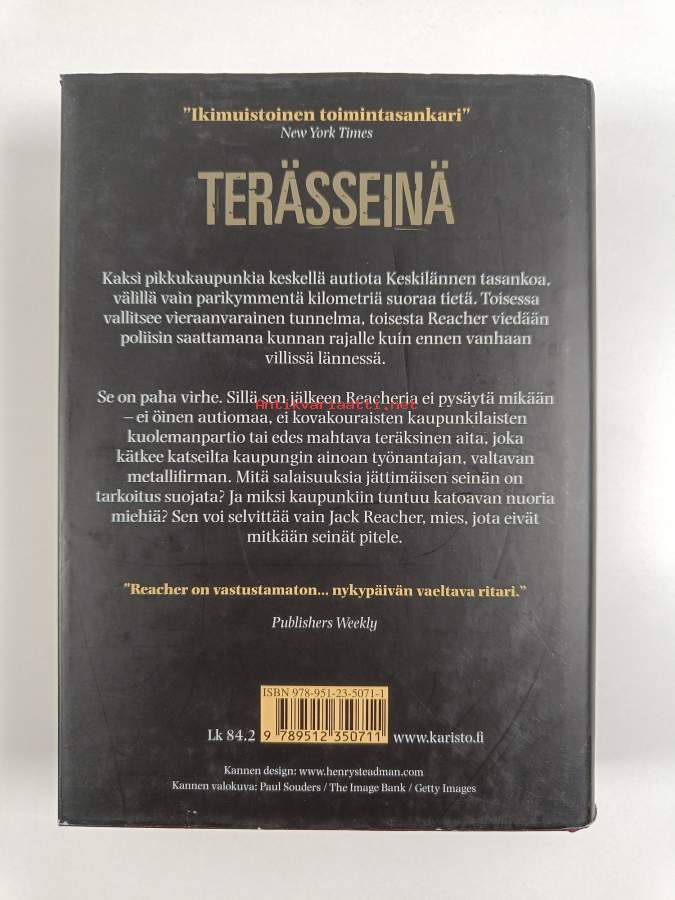 ”Ikimuistoinen toimintasankari”
New York Times
TERÄSSEINÄ
Kaksi pikkukaupunkia keskellä autiota Keskilännen tasankoa,
välillä vain parikymmentä kilometriä suoraa tietä. Toisessa
vallitsee vieraanvarainen tunnelma, toisesta Reacher viedään
poliisin saattamana kunnan rajalle kuin ennen vanhaan
villissä lännessä.
Se on paha virhe. Sillä sen jälkeen Reacheria ei pysäytä mikään
Antikvariaatti.net
– ei öinen autiomaa, ei kovakouraisten kaupunkilaisten
kuolemanpartio tai edes mahtava teräksinen aita, joka
kätkee katseilta kaupungin ainoan työnantajan, valtavan
metallifirman. Mitä salaisuuksia jättimäisen seinän on
tarkoitus suojata? Ja miksi kaupunkiin tuntuu katoavan nuoria
miehiä? Sen voi selvittää vain Jack Reacher, mies, jota eivät
mitkään seinät pitele.
”Reacher on vastustamaton... nykypäivän vaeltava ritari.”
Publishers Weekly
ISBN 978-951-23-5071-1
Lk 84.2
9 789512 350711
www.karisto.fi
Kannen design: www.henrysteadman.com
Kannen valokuva: Paul Souders / The Image Bank / Getty Images